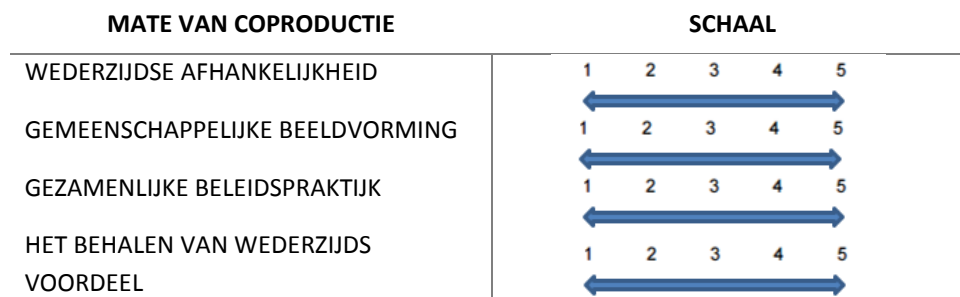 MATE VAN COPRODUCTIE SCHAAL
WEDERZIJDSE AFHANKELIJKHEID 1 2 3 4 5
GEMEENSCHAPPELIJKE BEELDVORMING 1 2 3 4 5
GEZAMENLIJKE BELEIDSPRAKTIJK 1 2 3 4 5
HET BEHALEN VAN WEDERZIJDS 1 2 3 4 5
VOORDEEL